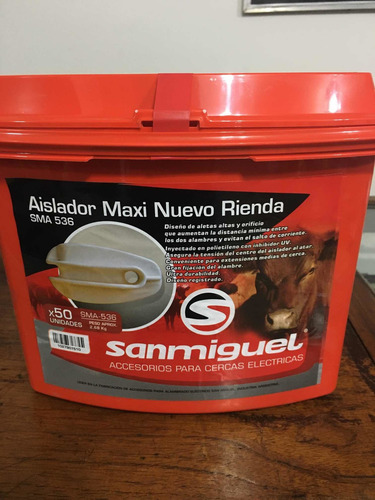 Aislador Maxi Nuevo Rienda
SMA 536
Diseño de aletas altas y orificio
que aumentan la distancia mínima entre
los dos alambres y evitan el salto de corriente.
Inyectado en polietileno con inhibidor UV.
Asegura la tensión del centro del aislador al atar.
Conveniente para extensiones medias de cerca.
Gran fijación del alambre.
Ultra durabilidad.
Diseño registrado.
x50
UNIDADES
SMA-536
PESO APROX.
S
sanmiguel
ACCESORIOS PARA CERCAS ELECTRICAS